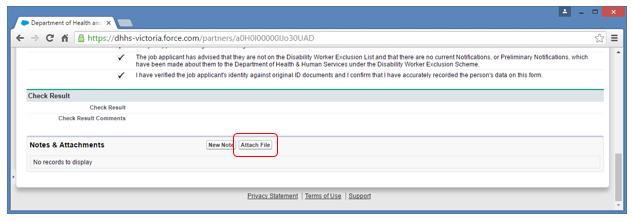 Department of Health and
https://dhhs-victoria.force.com/partners/a0H0I00000Uo30UAD
The job applicant has advised that they are not on the Disability Worker Exclusion List and that there are no current Notifications, or Preliminary Notifications, which
have been made about them to the Department of Health & Human Services under the Disability Worker Exclusion Scheme.
I have verified the job applicant's identity against original ID documents and I confirm that I have accurately recorded the person's data on this form.
Check Result
Check Result
Check Result Comments
Notes & Attachments
New Note
Attach File
No records to display
Privacy Statement | Terms of Use | Support